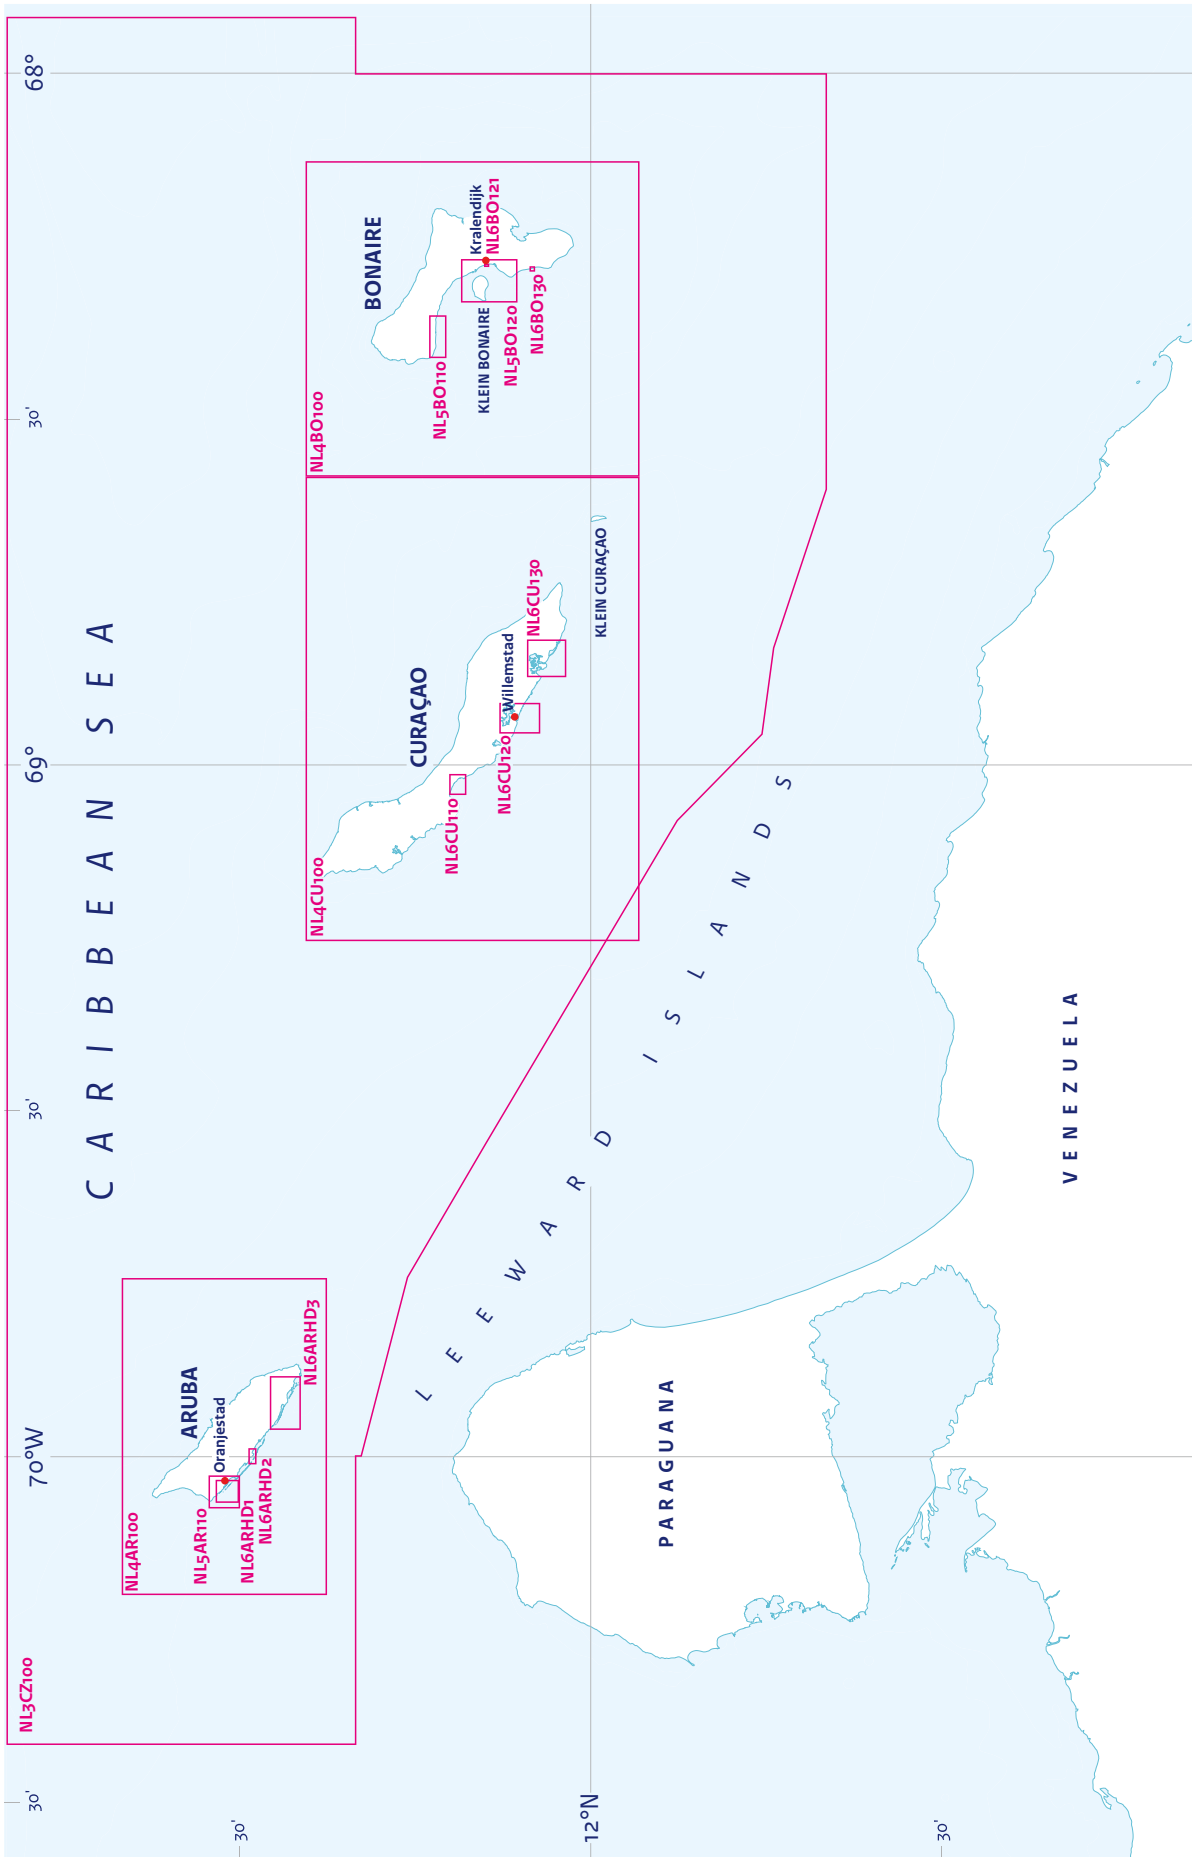 NL3CZ100
CARIBBEAN SEA
NL4AR100
ARUBA
Oranjestad
NL5AR110
NL6ARHD1
NL6ARHD2
NL6ARHD3
NL4CU100
CURAÇAO
Willemstad
NL6CU110
NL6CU120
NL6CU130
KLEIN CURAÇAO
NL4BO100
BONAIRE
Kralendijk
NL6BO121
NL5BO110
KLEIN BONAIRE
NL5BO120
NL6BO130
LEEWARD ISLANDS
PARAGUANA
VENEZUELA
30'
70°W
30'
69°
30'
68°
30'
12°N
30'